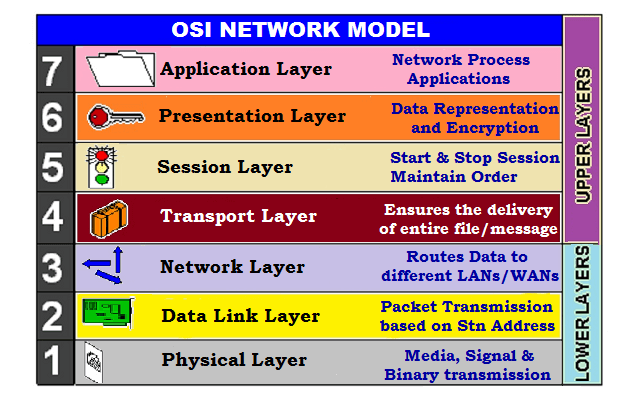 OSI NETWORK MODEL
7
Application Layer
Network Process
Applications
6
Presentation Layer
Data Representation
and Encryption
5
Session Layer
Start & Stop Session
Maintain Order
4
Transport Layer
Ensures the delivery
of entire file/message
3
Network Layer
Routes Data to
different LANs/WANs
2
Data Link Layer
Packet Transmission
based on Stn Address
1
Physical Layer
Media, Signal &
Binary transmission
UPPER LAYERS
LOWER LAYERS